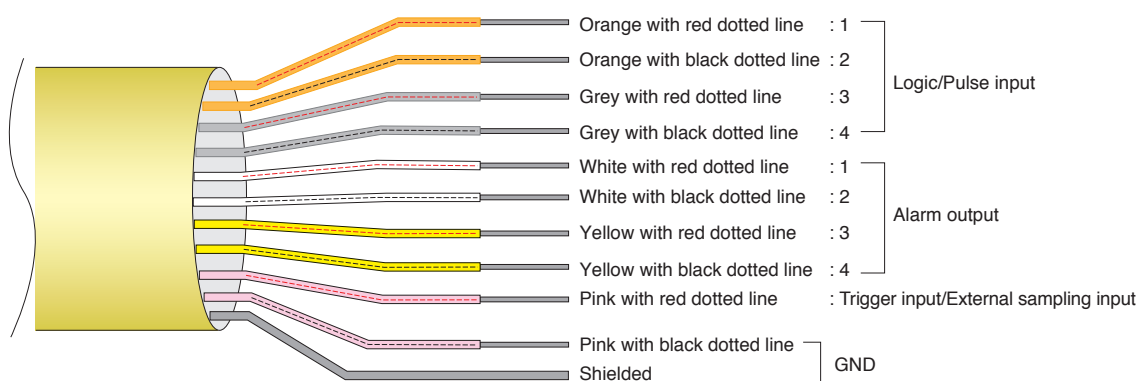 Orange with red dotted line : 1
Orange with black dotted line : 2
Logic/Pulse input
Grey with red dotted line : 3
Grey with black dotted line : 4
White with red dotted line : 1
White with black dotted line : 2
Alarm output
Yellow with red dotted line : 3
Yellow with black dotted line : 4
Pink with red dotted line : Trigger input/External sampling input
Pink with black dotted line
GND
Shielded